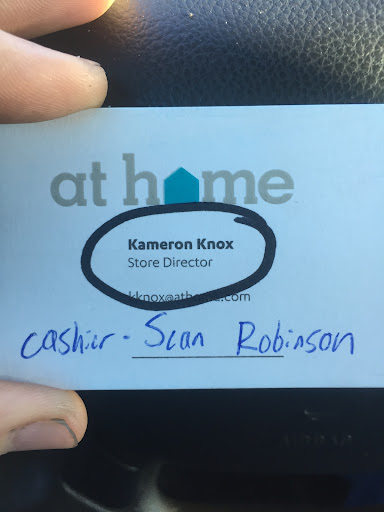 at home
Kameron Knox
Store Director
kknox@athome.com
cashier - Sean Robinson